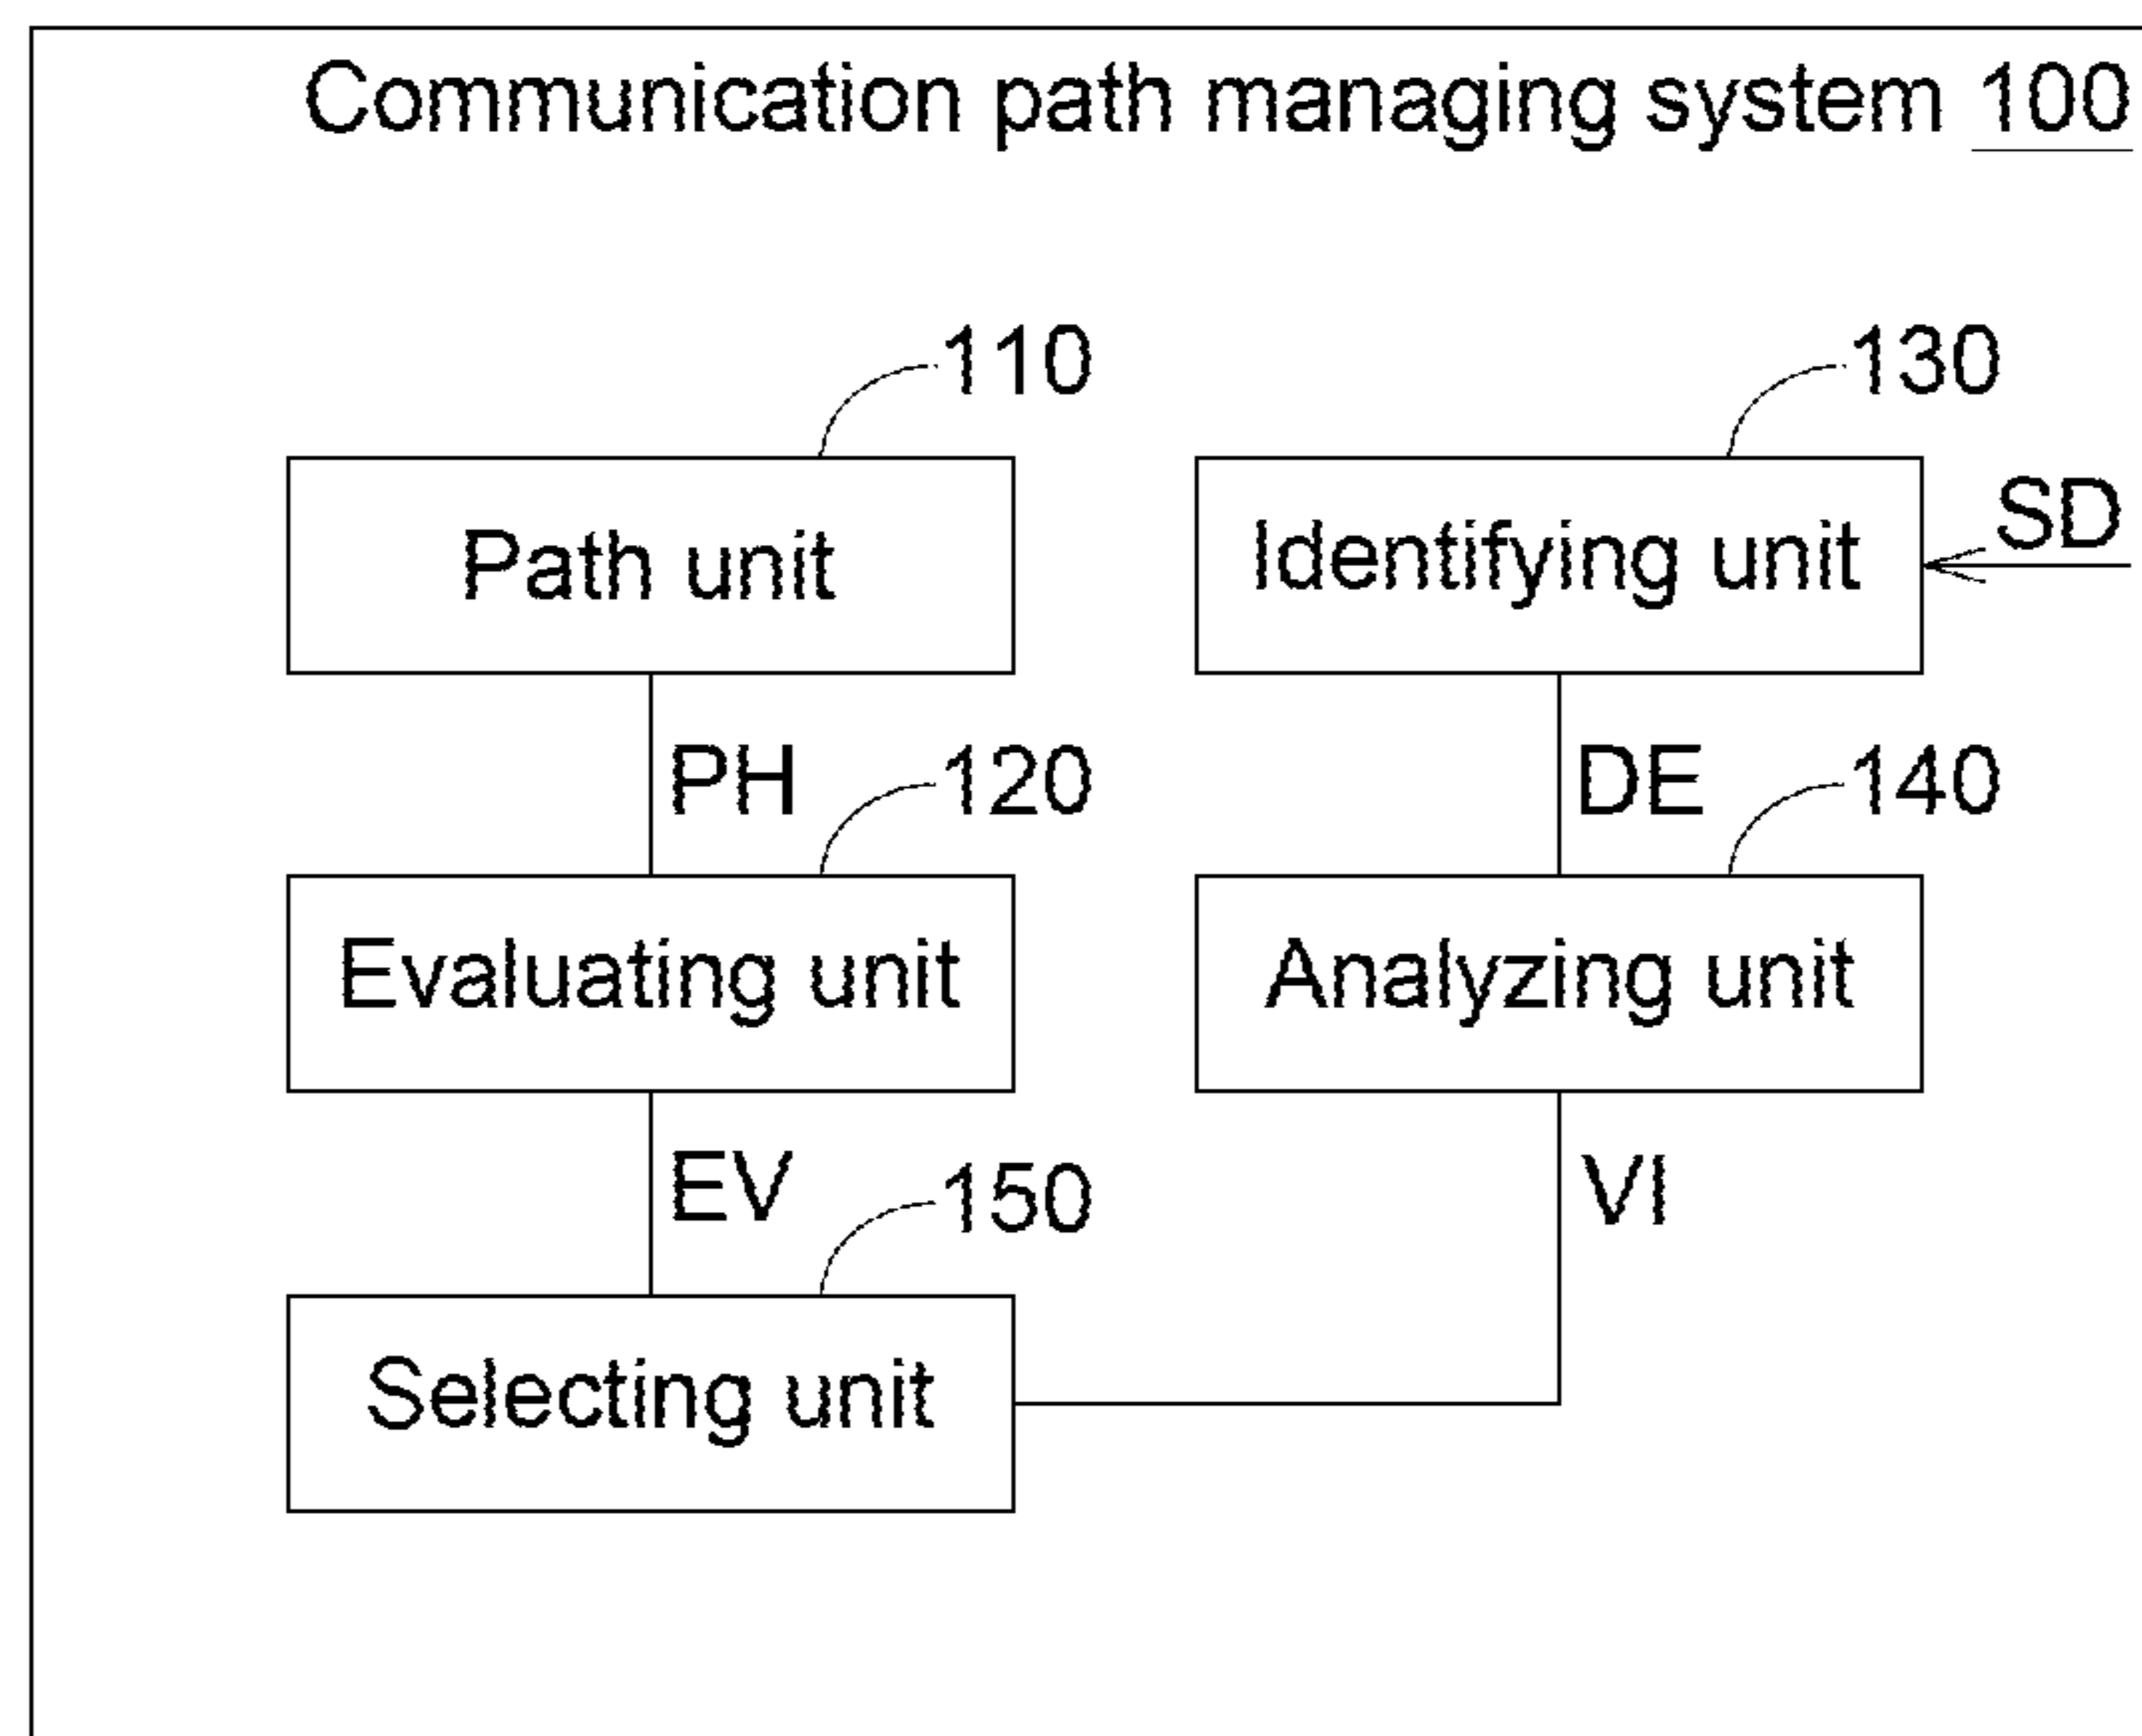 Communication path managing system 100
110
130
Path unit
Identifying unit
SD
PH
120
DE
140
Evaluating unit
Analyzing unit
EV
150
VI
Selecting unit